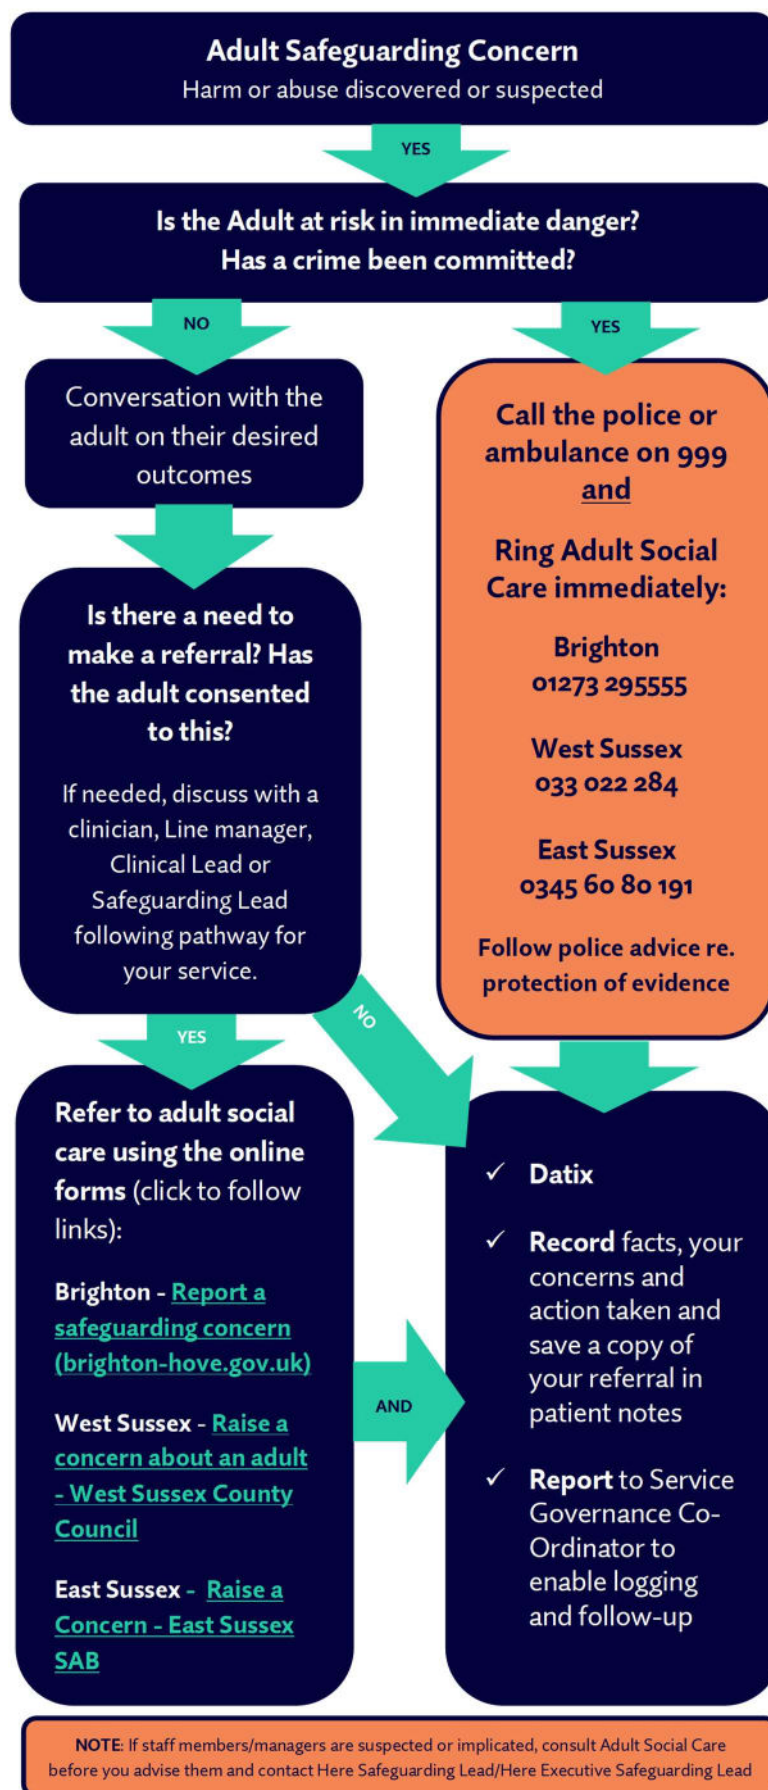 Adult Safeguarding Concern
Harm or abuse discovered or suspected
YES
Is the Adult at risk in immediate danger?
Has a crime been committed?
NO
Conversation with the
adult on their desired
outcomes
Is there a need to
make a referral? Has
the adult consented
to this?
If needed, discuss with a
clinician, Line manager,
Clinical Lead or
Safeguarding Lead
following pathway for
your service.
YES
Call the police or
ambulance on 999
and
Ring Adult Social
Care immediately:
Brighton
01273 295555
West Sussex
033 022 284
East Sussex
0345 60 80 191
Follow police advice re.
protection of evidence
NO
YES
Refer to adult social
care using the online
forms (click to follow
links):
Brighton - Report a
safeguarding concern
(brighton-hove.gov.uk)
West Sussex - Raise a
concern about an adult
- West Sussex County
Council
East Sussex - Raise a
Concern - East Sussex
SAB
AND
✓ Datix
✓ Record facts, your
concerns and
action taken and
save a copy of
your referral in
patient notes
✓ Report to Service
Governance Co-
Ordinator to
enable logging
and follow-up
NOTE: If staff members/managers are suspected or implicated, consult Adult Social Care
before you advise them and contact Here Safeguarding Lead/Here Executive Safeguarding Lead